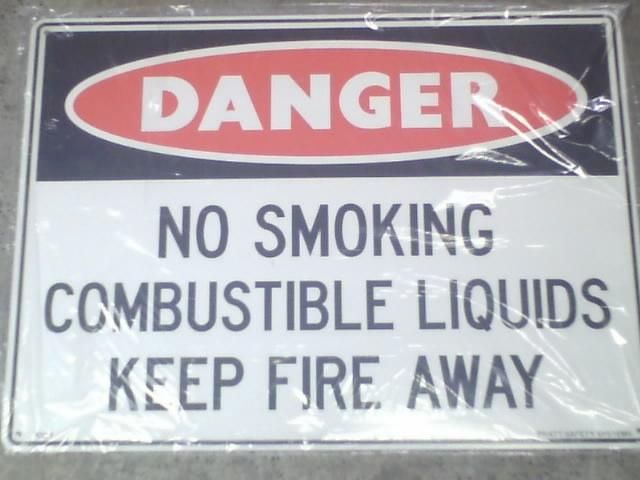 DANGER
NO SMOKING
COMBUSTIBLE LIQUIDS
KEEP FIRE AWAY